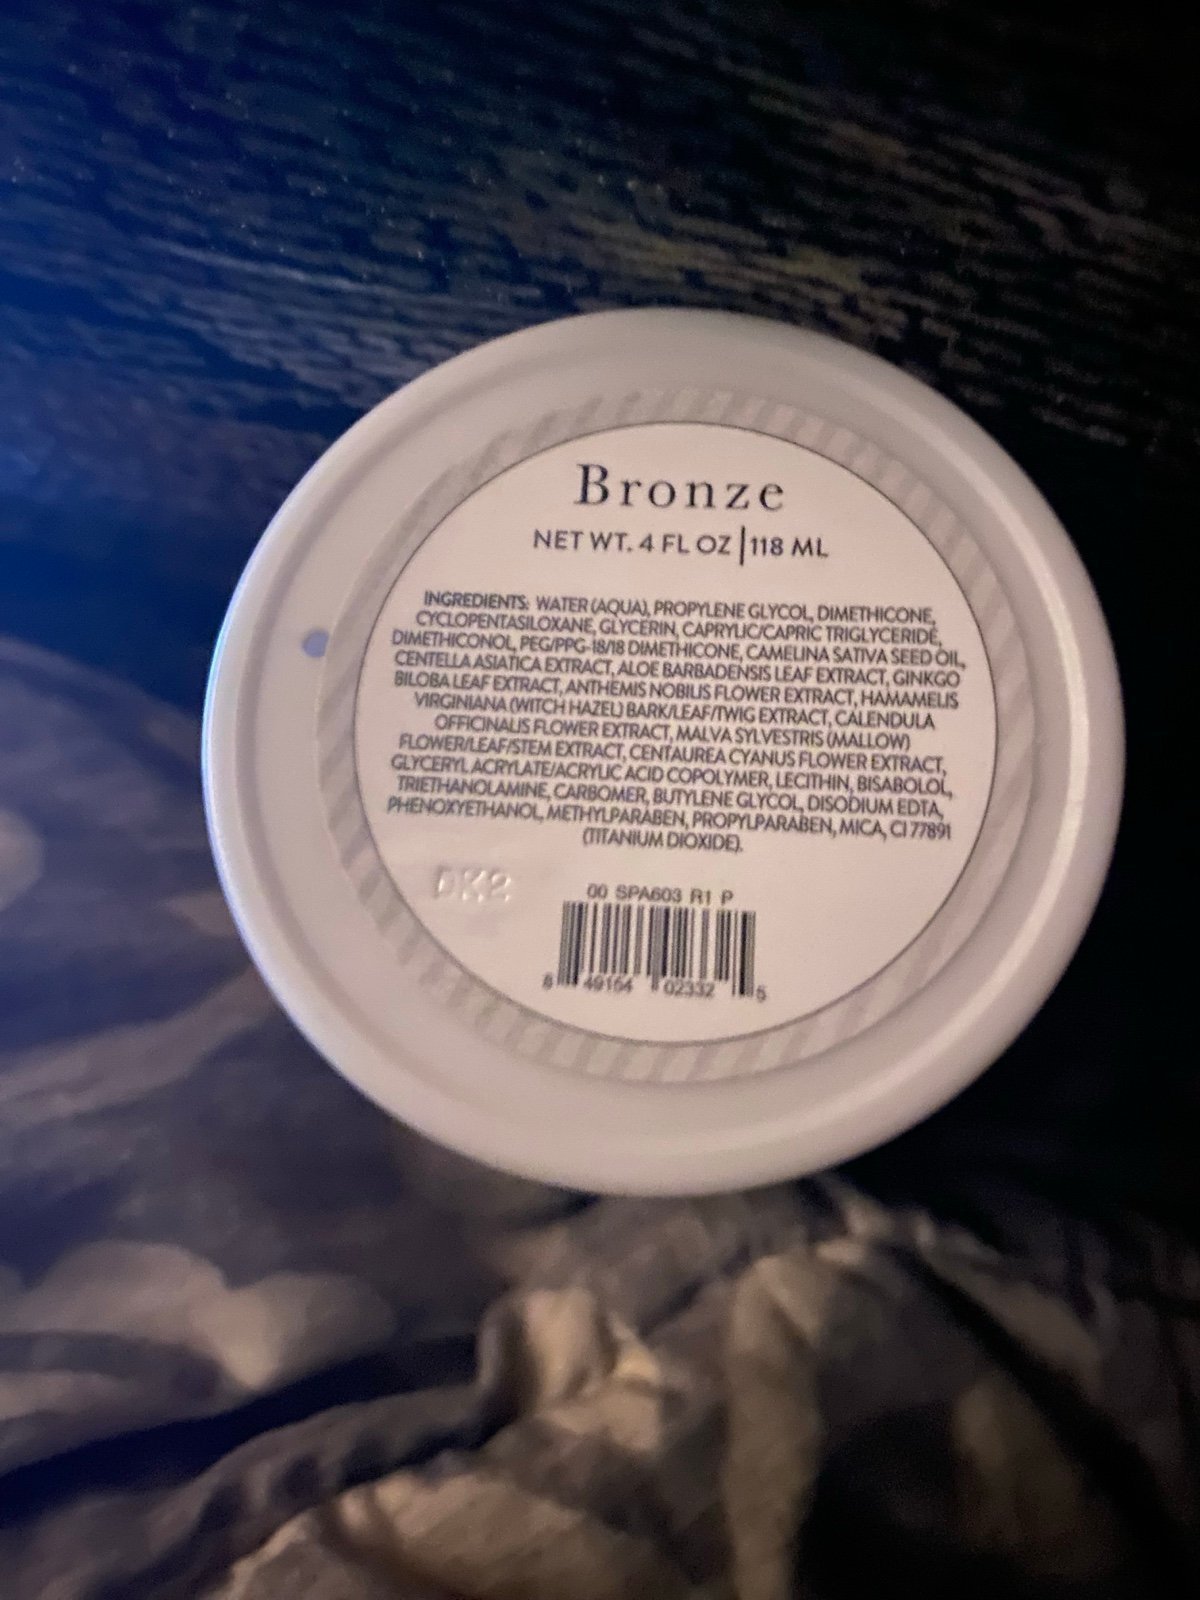 Bronze
NET WT. 4 FL OZ | 118 ML
INGREDIENTS: WATER (AQUA), PROPYLENE GLYCOL, DIMETHICONE,
CYCLOPENTASILOXANE, GLYCERIN, CAPRYLIC/CAPRIC TRIGLYCERIDE,
DIMETHICONOL, PEG/PPG-18/18 DIMETHICONE, CAMELINA SATIVA SEED OIL,
CENTELLA ASIATICA EXTRACT, ALOE BARBADENSIS LEAF EXTRACT, GINKGO
BILOBA LEAF EXTRACT, ANTHEMIS NOBILIS FLOWER EXTRACT, HAMAMELIS
VIRGINIANA (WITCH HAZEL) BARK/LEAF/TWIG EXTRACT, CALENDULA
OFFICINALIS FLOWER EXTRACT, MALVA SYLVESTRIS (MALLOW)
FLOWER/LEAF/STEM EXTRACT, CENTAUREA CYANUS FLOWER EXTRACT,
GLYCERYL ACRYLATE/ACRYLIC ACID COPOLYMER, LECITHIN, BISABOLOL,
TRIETHANOLAMINE, CARBOMER, BUTYLENE GLYCOL, DISODIUM EDTA,
PHENOXYETHANOL, METHYLPARABEN, PROPYLPARABEN, MICA, CI 77891
(TITANIUM DIOXIDE).
DK2
00 SPA603 R1 P
8 49164 02332 5